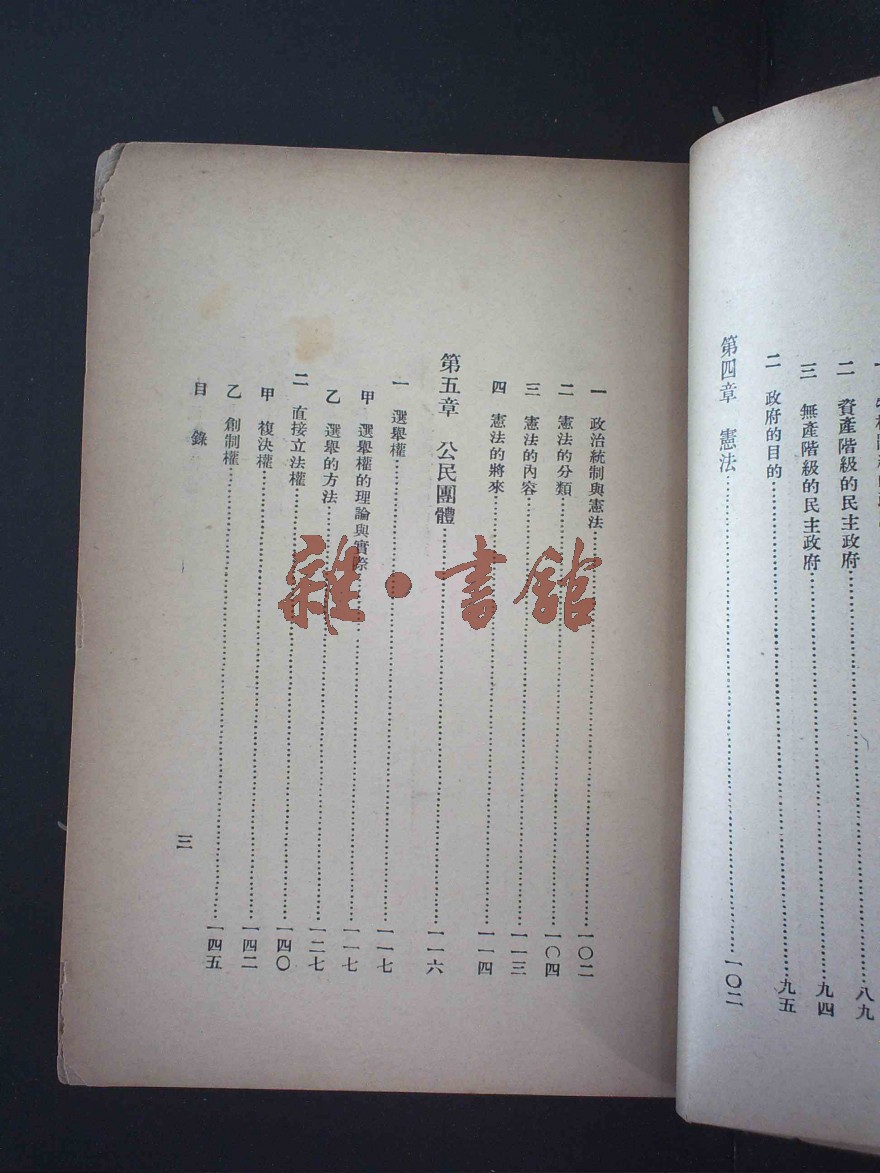 二 資產階級的民主政府……八九
三 無產階級的民主政府……九四
二 政府的目的……九五
第四章 憲法……一〇二
一 政治統制與憲法……一〇二
二 憲法的分類……一〇四
三 憲法的內容……一一三
四 憲法的將來……一一四
第五章 公民團體……一一六
一 選舉權……一一七
甲 選舉權的理論與實際……一一七
乙 選舉的方法……一二七
二 直接立法權……一四〇
甲 複決權……一四二
乙 創制權……一四五
目錄
三
雜·書館